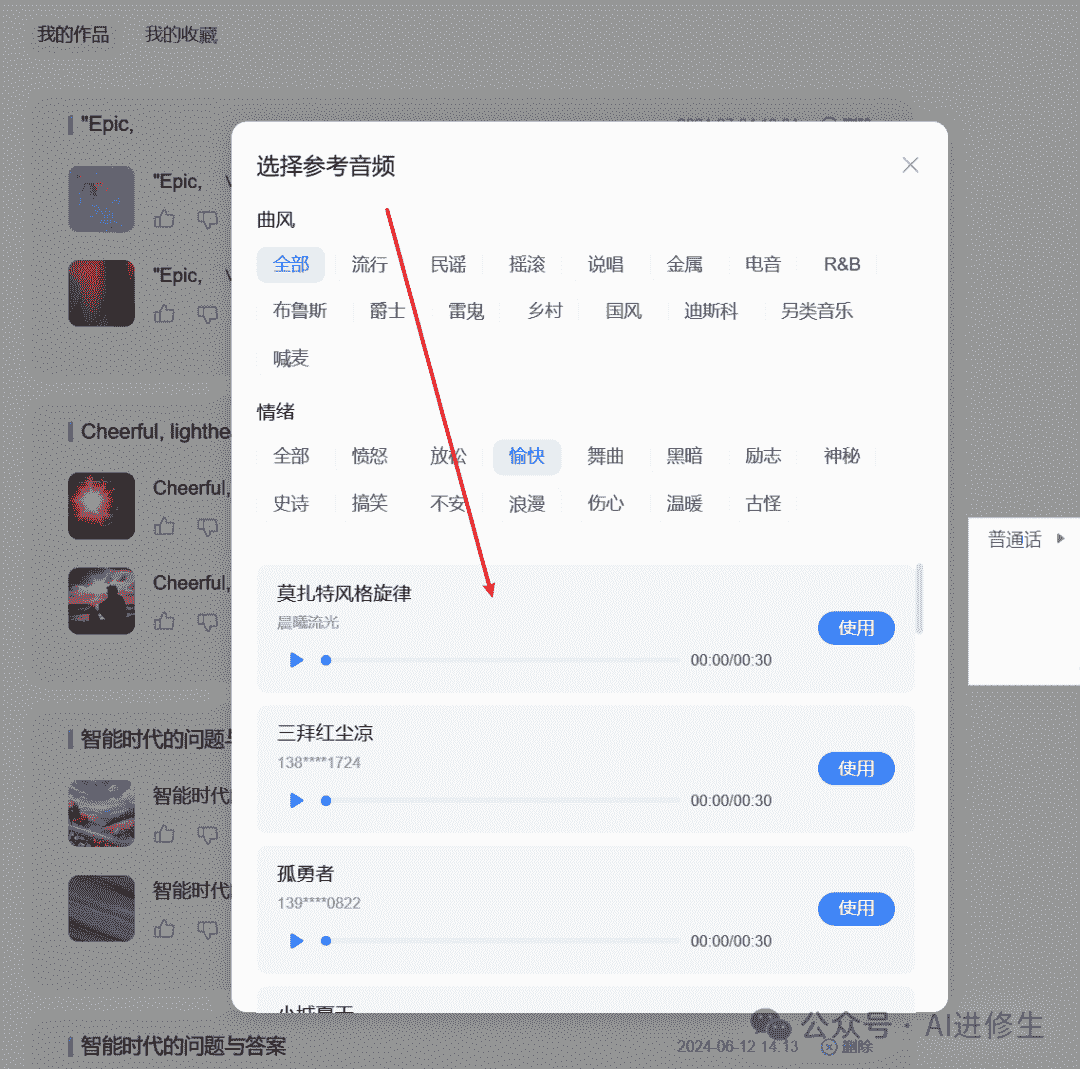 我的作品 我的收藏
"Epic,
"Epic,
"Epic,
Cheerful, lighthe
Cheerful,
Cheerful,
智能时代的问题与
智能时代
智能时代
智能时代的问题与答案
2024-06-12 14:13 删除
选择参考音频
曲风
全部 流行 民谣 摇滚 说唱 金属 电音 R&B
布鲁斯 爵士 雷鬼 乡村 国风 迪斯科 另类音乐
喊麦
情绪
全部 愤怒 放松 愉快 舞曲 黑暗 励志 神秘
史诗 搞笑 不安 浪漫 伤心 温暖 古怪
莫扎特风格旋律
晨曦流光
使用
00:00/00:30
三拜红尘凉
138****1724
使用
00:00/00:30
孤勇者
139****0822
使用
00:00/00:30
小城夏天
普通话
公众号 · AI进修生